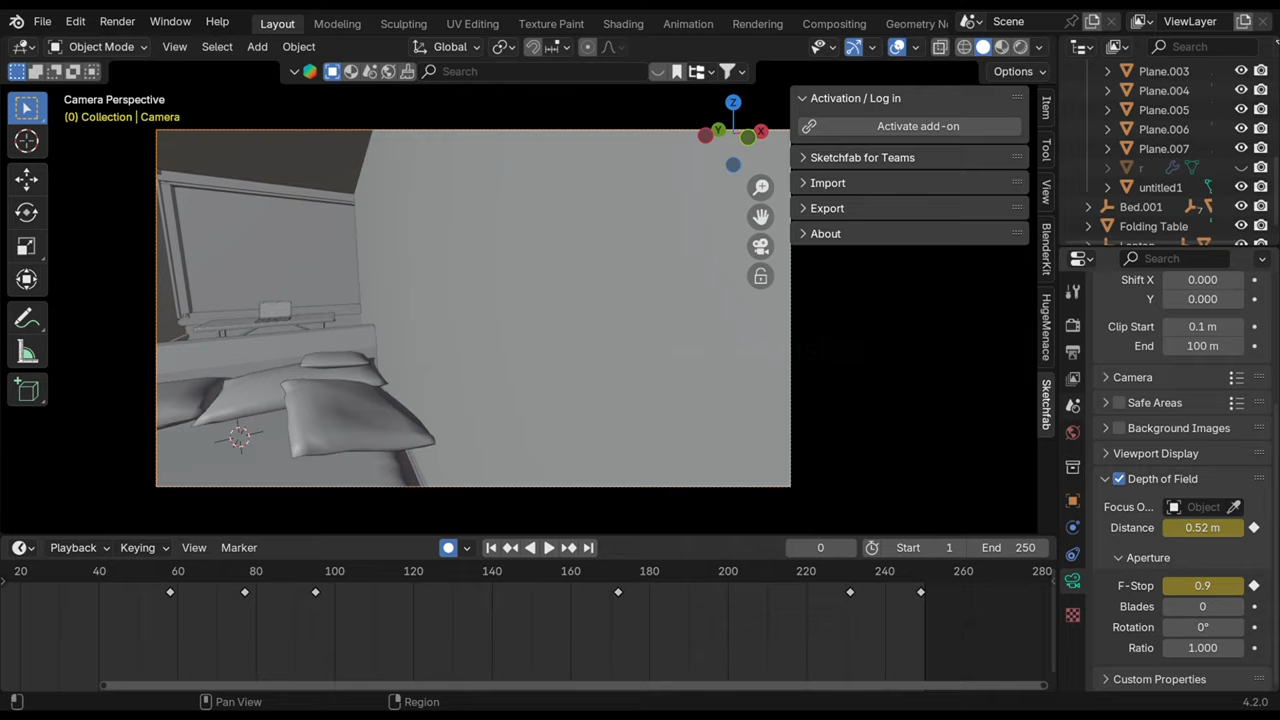 File Edit Render Window Help Layout Modeling Sculpting UV Editing Texture Paint Shading Animation Rendering Compositing Geometry No Scene ViewLayer
Object Mode View Select Add Object Global Search
Search Options
Camera Perspective
(0) Collection | Camera
Z
Y
X
Activation / Log in
Activate add-on
Sketchfab for Teams
Import
Export
About
Item
Tool
View
BlenderKit
HugeMenace
Sketchfab
Plane.003
Plane.004
Plane.005
Plane.006
Plane.007
r
untitled1
Bed.001 7
Folding Table
Search
Shift X 0.000
Y 0.000
Clip Start 0.1 m
End 100 m
Camera
Safe Areas
Background Images
Viewport Display
Depth of Field
Focus O... Object
Distance 0.52 m
Aperture
F-Stop 0.9
Blades 0
Rotation 0°
Ratio 1.000
Custom Properties
Playback Keying View Marker 0 Start 1 End 250
20 40 60 80 100 120 140 160 180 200 220 240 260 280
Pan View Region 4.2.0